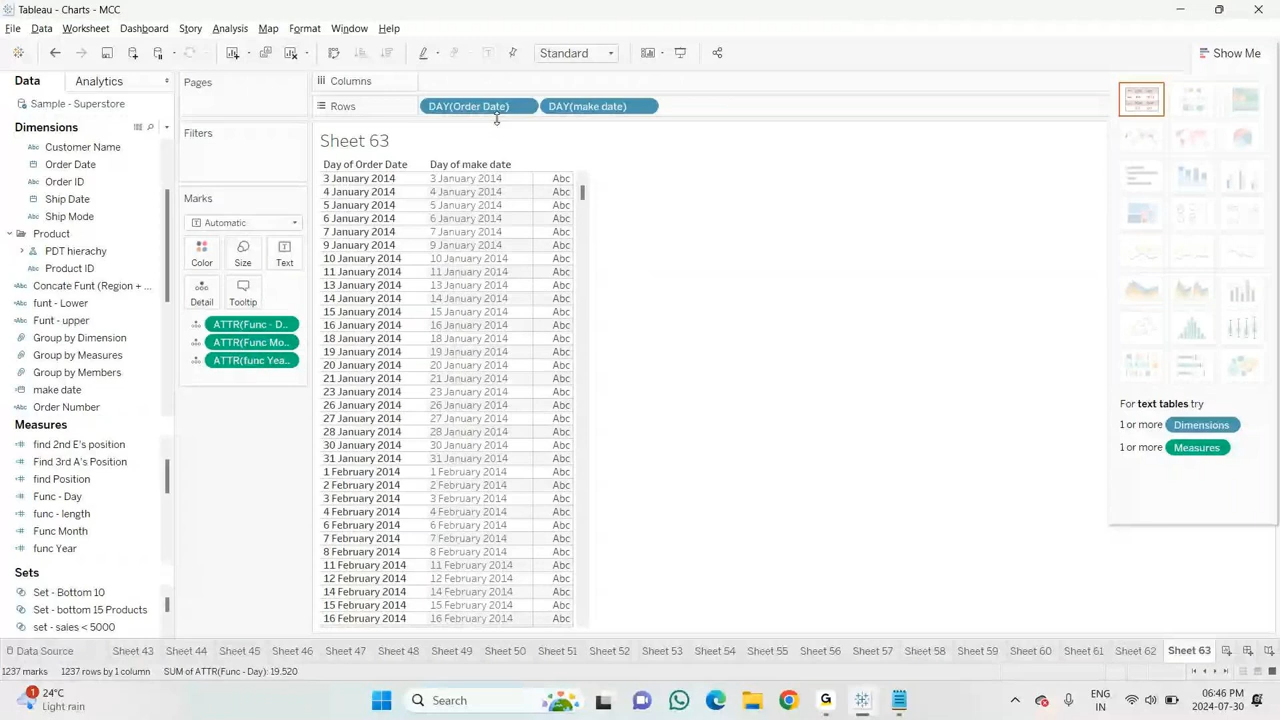 Tableau - Charts - MCC
File Data Worksheet Dashboard Story Analysis Map Format Window Help
Standard
Show Me
Data Analytics
Sample - Superstore
Dimensions
Customer Name
Order Date
Order ID
Ship Date
Ship Mode
Product
PDT hierachy
Product ID
Abc Concate Funt (Region + ...
Abc funt - Lower
Abc Funt - upper
Group by Dimension
Group by Measures
Group by Members
make date
Abc Order Number
Measures
find 2nd E's position
Find 3rd A's Position
find Position
Func - Day
func - length
Func Month
func Year
Sets
Set - Bottom 10
Set - bottom 15 Products
set - sales < 5000
Pages
Filters
Marks
Automatic
Color Size Text
Detail Tooltip
ATTR(Func - D..
ATTR(Func Mo..
ATTR(func Yea..
Columns
Rows DAY(Order Date) DAY(make date)
Sheet 63
Day of Order Date Day of make date
3 January 2014 3 January 2014 Abc
4 January 2014 4 January 2014 Abc
5 January 2014 5 January 2014 Abc
6 January 2014 6 January 2014 Abc
7 January 2014 7 January 2014 Abc
9 January 2014 9 January 2014 Abc
10 January 2014 10 January 2014 Abc
11 January 2014 11 January 2014 Abc
13 January 2014 13 January 2014 Abc
14 January 2014 14 January 2014 Abc
15 January 2014 15 January 2014 Abc
16 January 2014 16 January 2014 Abc
18 January 2014 18 January 2014 Abc
19 January 2014 19 January 2014 Abc
20 January 2014 20 January 2014 Abc
21 January 2014 21 January 2014 Abc
23 January 2014 23 January 2014 Abc
26 January 2014 26 January 2014 Abc
27 January 2014 27 January 2014 Abc
28 January 2014 28 January 2014 Abc
30 January 2014 30 January 2014 Abc
31 January 2014 31 January 2014 Abc
1 February 2014 1 February 2014 Abc
2 February 2014 2 February 2014 Abc
3 February 2014 3 February 2014 Abc
4 February 2014 4 February 2014 Abc
6 February 2014 6 February 2014 Abc
7 February 2014 7 February 2014 Abc
8 February 2014 8 February 2014 Abc
11 February 2014 11 February 2014 Abc
12 February 2014 12 February 2014 Abc
14 February 2014 14 February 2014 Abc
15 February 2014 15 February 2014 Abc
16 February 2014 16 February 2014 Abc
For text tables try
1 or more Dimensions
1 or more Measures
Data Source Sheet 43 Sheet 44 Sheet 45 Sheet 46 Sheet 47 Sheet 48 Sheet 49 Sheet 50 Sheet 51 Sheet 52 Sheet 53 Sheet 54 Sheet 55 Sheet 56 Sheet 57 Sheet 58 Sheet 59 Sheet 60 Sheet 61 Sheet 62 Sheet 63
1237 marks 1237 rows by 1 column SUM of ATTR(Func - Day): 19.520
1
24°C
Light rain
Search
ENG
IN
06:46 PM
2024-07-30